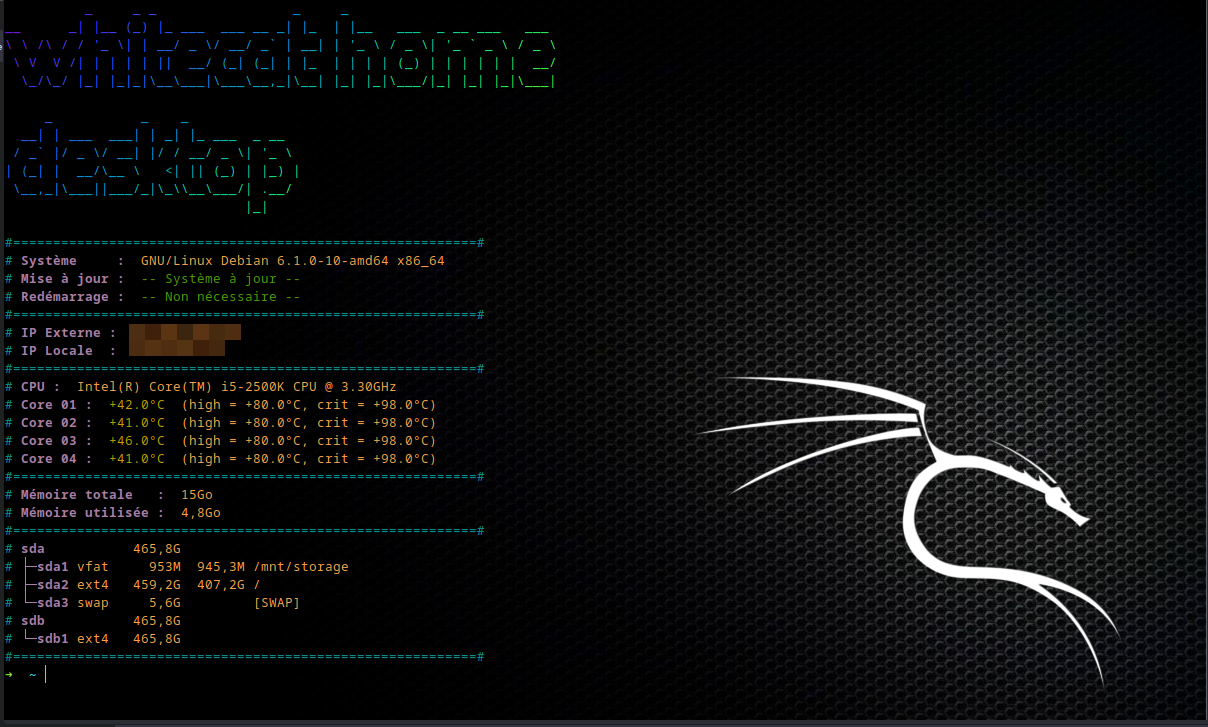 whitecathome
desktop
#==========================================================#
# Système     :  GNU/Linux Debian 6.1.0-10-amd64 x86_64
# Mise à jour :  -- Système à jour --
# Redémarrage :  -- Non nécessaire --
#==========================================================#
# IP Externe :
# IP Locale  :
#==========================================================#
# CPU :  Intel(R) Core(TM) i5-2500K CPU @ 3.30GHz
# Core 01 :  +42.0°C  (high = +80.0°C, crit = +98.0°C)
# Core 02 :  +41.0°C  (high = +80.0°C, crit = +98.0°C)
# Core 03 :  +46.0°C  (high = +80.0°C, crit = +98.0°C)
# Core 04 :  +41.0°C  (high = +80.0°C, crit = +98.0°C)
#==========================================================#
# Mémoire totale   :  15Go
# Mémoire utilisée :  4,8Go
#==========================================================#
# sda           465,8G
# ├─sda1 vfat     953M  945,3M /mnt/storage
# ├─sda2 ext4   459,2G  407,2G /
# └─sda3 swap     5,6G         [SWAP]
# sdb           465,8G
# └─sdb1 ext4   465,8G
#==========================================================#
➜  ~